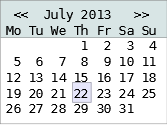 << July 2013 >>
Mo Tu We Th Fr Sa Su
1 2 3 4
5 6 7 8 9 10 11
12 13 14 15 16 17 18
19 20 21 22 23 24 25
26 27 28 29 30 31